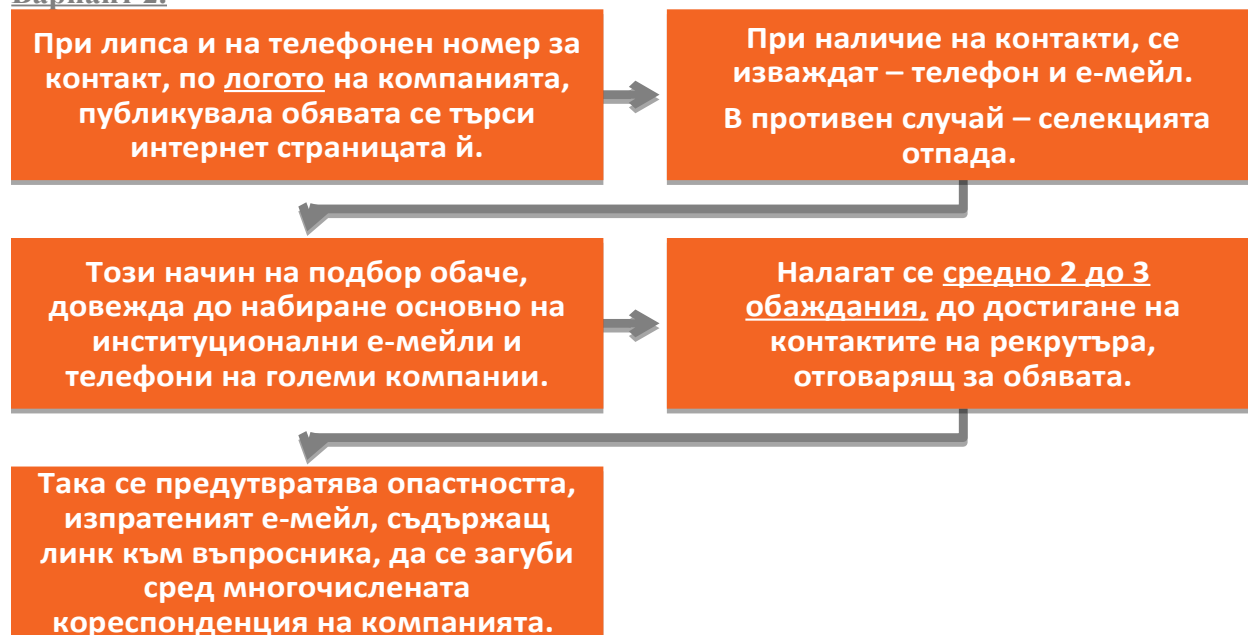 Вариант 2:
При липса и на телефонен номер за
контакт, по логото на компанията,
публикувала обявата се търси
интернет страницата й.
При наличие на контакти, се
изваждат – телефон и е-мейл.
В противен случай – селекцията
отпада.
Този начин на подбор обаче,
довежда до набиране основно на
институционални е-мейли и
телефони на големи компании.
Налагат се средно 2 до 3
обаждания, до достигане на
контактите на рекрутъра,
отговарящ за обявата.
Така се предутвратява опастността,
изпратеният е-мейл, съдържащ
линк към въпросника, да се загуби
сред многочислената
кореспонденция на компанията.